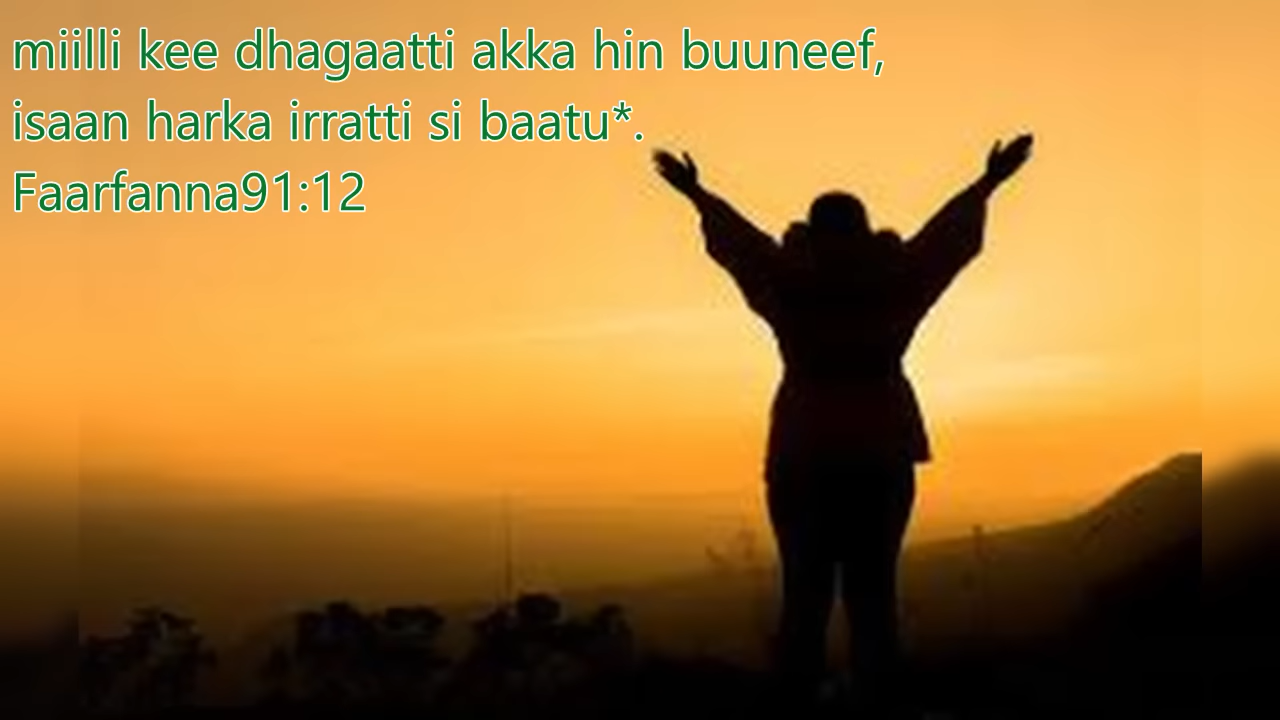 miilli kee dhagaatti akka hin buuneef,
isaan harka irratti si baatu*.
Faarfanna91:12